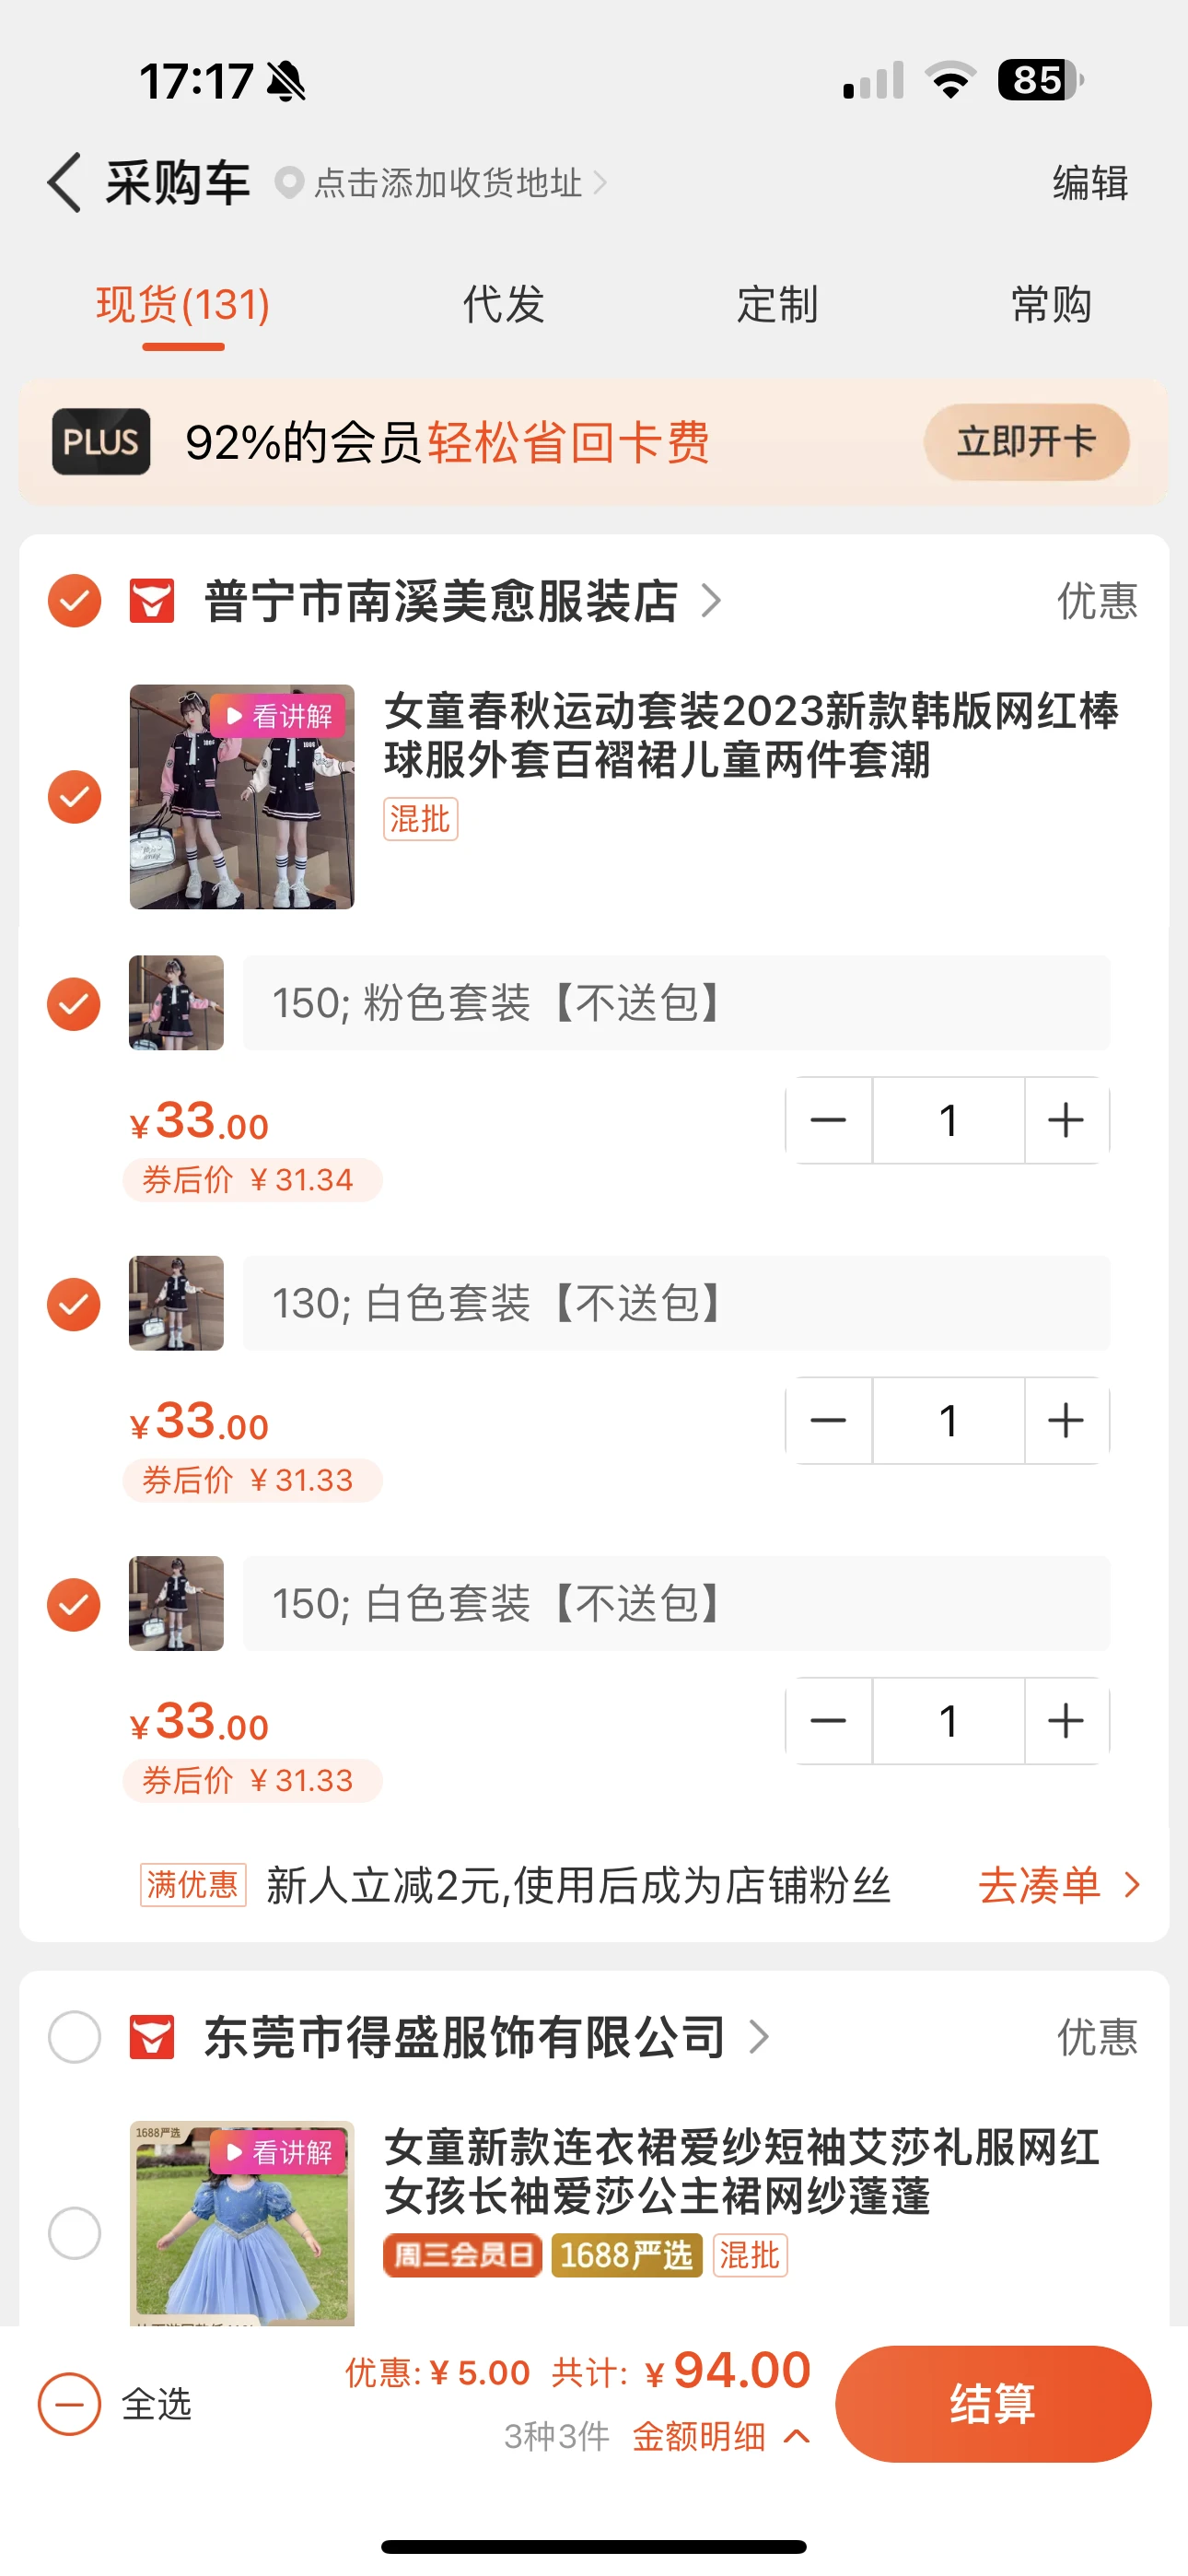 17:17
85
采购车 点击添加收货地址
编辑
现货(131) 代发 定制 常购
PLUS 92%的会员轻松省回卡费 立即开卡
普宁市南溪美愈服装店 优惠
看讲解
女童春秋运动套装2023新款韩版网红棒
球服外套百褶裙儿童两件套潮
混批
150; 粉色套装【不送包】
¥33.00 1
券后价 ¥31.34
130; 白色套装【不送包】
¥33.00 1
券后价 ¥31.33
150; 白色套装【不送包】
¥33.00 1
券后价 ¥31.33
满优惠 新人立减2元,使用后成为店铺粉丝 去凑单
东莞市得盛服饰有限公司 优惠
1688严选
看讲解
女童新款连衣裙爱纱短袖艾莎礼服网红
女孩长袖爱莎公主裙网纱蓬蓬
周三会员日 1688严选 混批
全选
优惠:¥5.00 共计: ¥94.00
3种3件 金额明细
结算